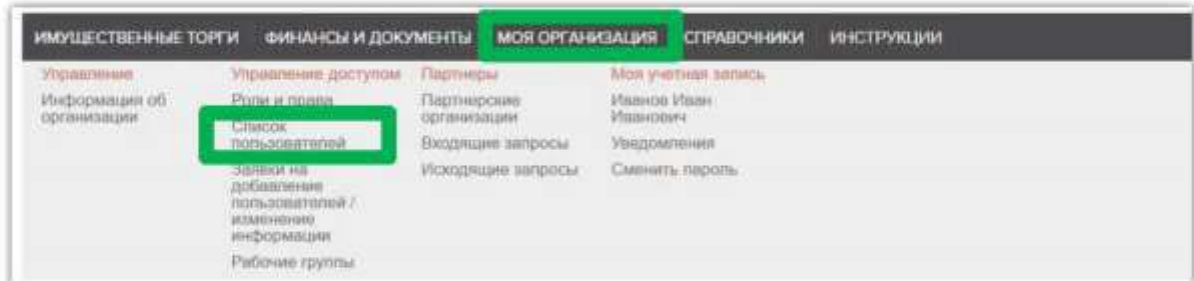 ИМУЩЕСТВЕННЫЕ ТОРГИ ФИНАНСЫ И ДОКУМЕНТЫ МОЯ ОРГАНИЗАЦИЯ СПРАВОЧНИКИ ИНСТРУКЦИИ
Управление
Информация об
организации
Управление доступом
Роли и права
Список
пользователей
Заявки на
добавление
пользователей /
изменение
информации
Рабочие группы
Партнеры
Партнерские
организации
Входящие запросы
Исходящие запросы
Моя учетная запись
Иванов Иван
Иванович
Уведомления
Сменить пароль